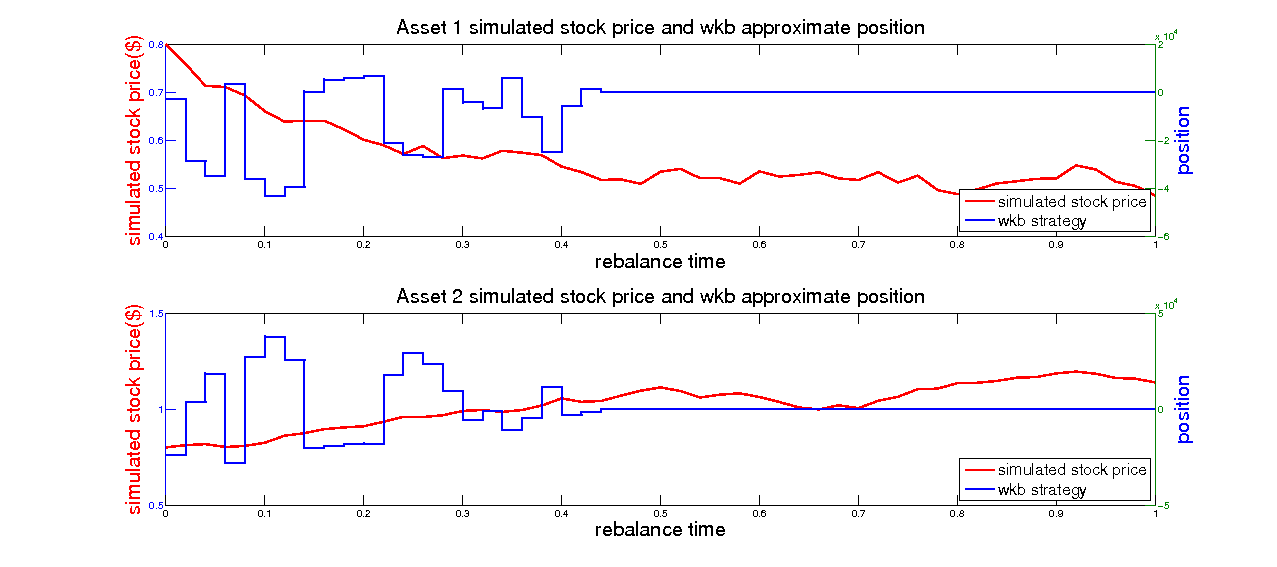 Asset 1 simulated stock price and wkb approximate position
x 10^4
0.8
0.7
0.6
0.5
0.4
simulated stock price($)
2
0
−2
−4
−6
position
simulated stock price
wkb strategy
0 0.1 0.2 0.3 0.4 0.5 0.6 0.7 0.8 0.9 1
rebalance time
Asset 2 simulated stock price and wkb approximate position
x 10^4
1.5
1
0.5
simulated stock price($)
5
0
−5
position
simulated stock price
wkb strategy
0 0.1 0.2 0.3 0.4 0.5 0.6 0.7 0.8 0.9 1
rebalance time